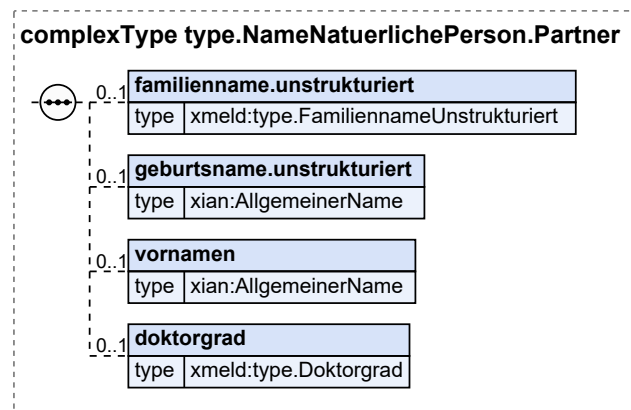 complexType type.NameNatuerlichePerson.Partner
0..1 familienname.unstrukturiert
type xmeld:type.FamiliennameUnstrukturiert
0..1 geburtsname.unstrukturiert
type xian:AllgemeinerName
0..1 vornamen
type xian:AllgemeinerName
0..1 doktorgrad
type xmeld:type.Doktorgrad